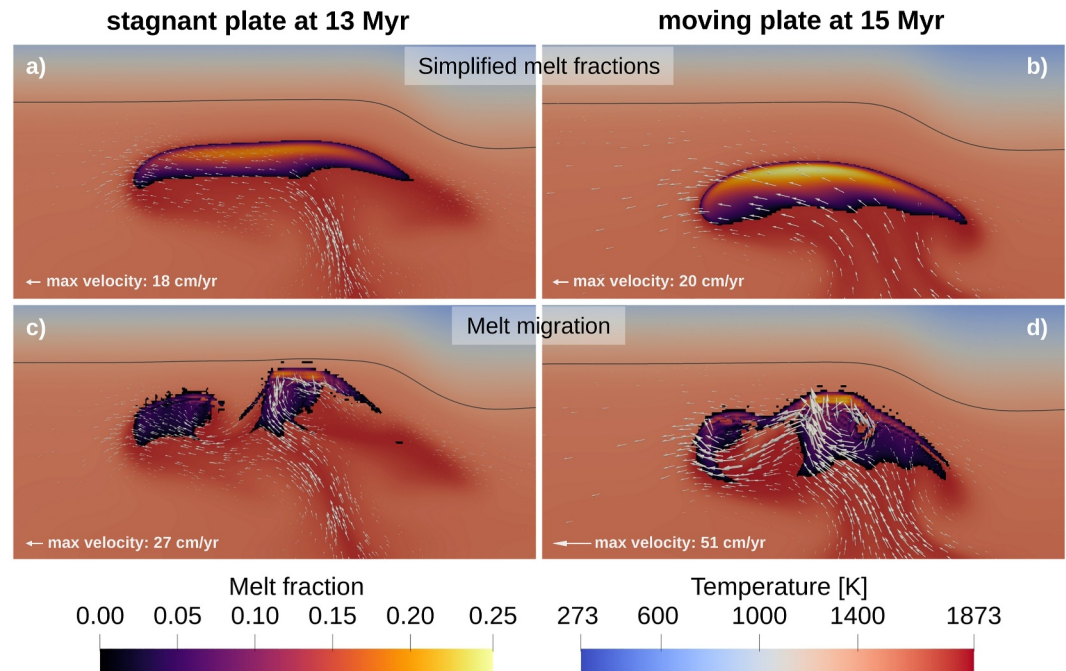 stagnant plate at 13 Myr
moving plate at 15 Myr
a)
Simplified melt fractions
b)
max velocity: 18 cm/yr
max velocity: 20 cm/yr
c)
Melt migration
d)
max velocity: 27 cm/yr
max velocity: 51 cm/yr
Melt fraction
0.00 0.05 0.10 0.15 0.20 0.25
Temperature [K]
273 600 1000 1400 1873